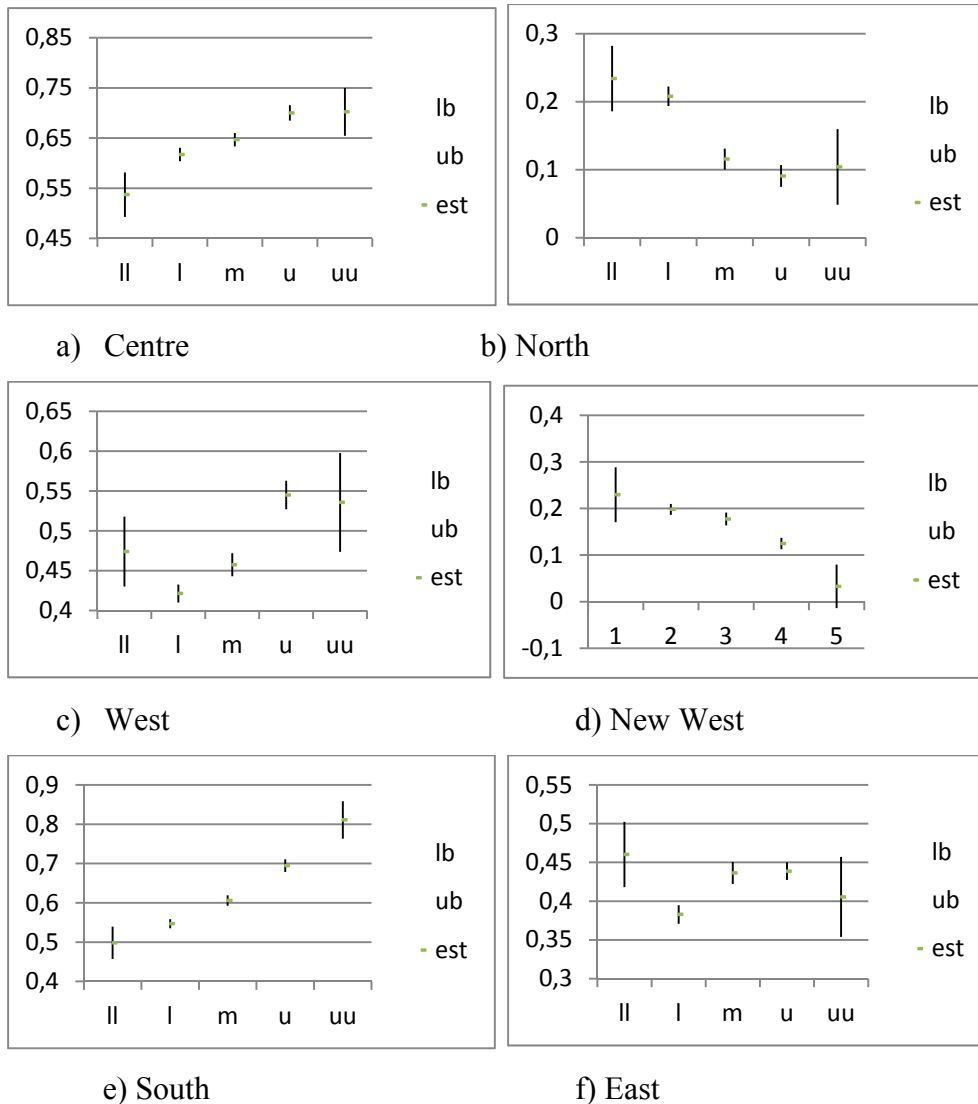 0,85
0,75
0,65
0,55
0,45
ll l m u uu
lb
ub
est
0,3
0,2
0,1
0
ll l m u uu
lb
ub
est
a) Centre
b) North
0,65
0,6
0,55
0,5
0,45
0,4
ll l m u uu
lb
ub
est
0,4
0,3
0,2
0,1
0
-0,1
1 2 3 4 5
lb
ub
est
c) West
d) New West
0,9
0,8
0,7
0,6
0,5
0,4
ll l m u uu
lb
ub
est
0,55
0,5
0,45
0,4
0,35
0,3
ll l m u uu
lb
ub
est
e) South
f) East